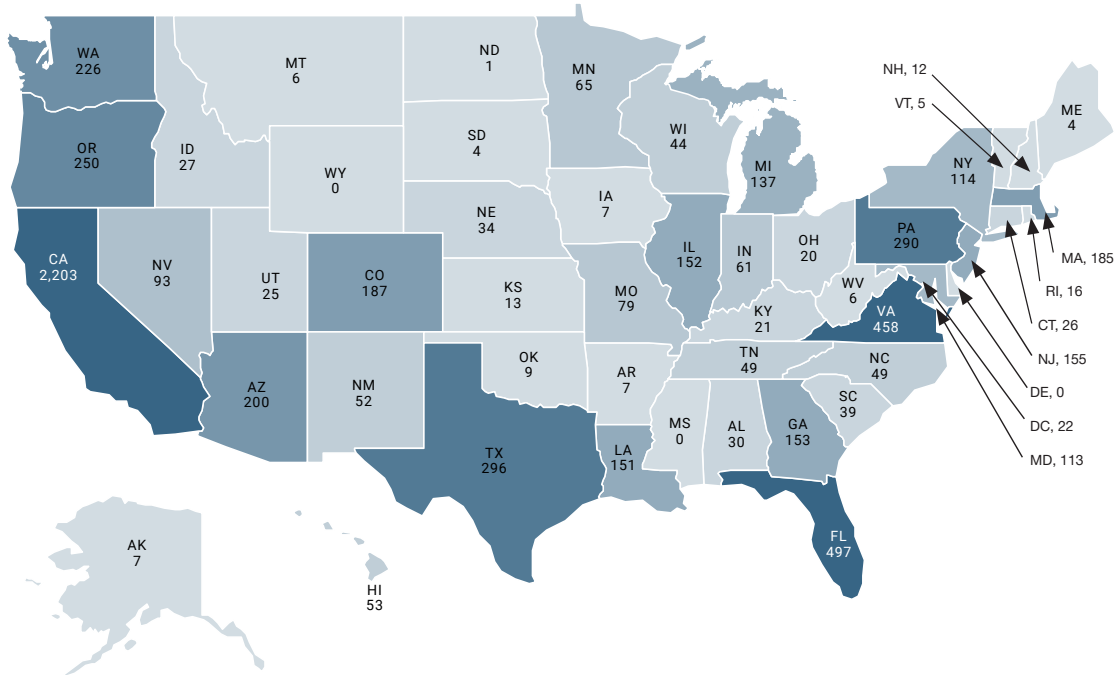 WA
226
MT
6
ND
1
MN
65
NH, 12
VT, 5
ME
4
OR
250
ID
27
SD
4
WI
44
MI
137
NY
114
WY
0
IA
7
NE
34
PA
290
CA
2,203
NV
93
UT
25
CO
187
IL
152
IN
61
OH
20
MA, 185
KS
13
MO
79
WV
6
RI, 16
KY
21
VA
458
CT, 26
OK
9
TN
49
NC
49
NJ, 155
AZ
200
NM
52
AR
7
SC
39
DE, 0
MS
0
AL
30
GA
153
DC, 22
TX
296
LA
151
MD, 113
AK
7
FL
497
HI
53